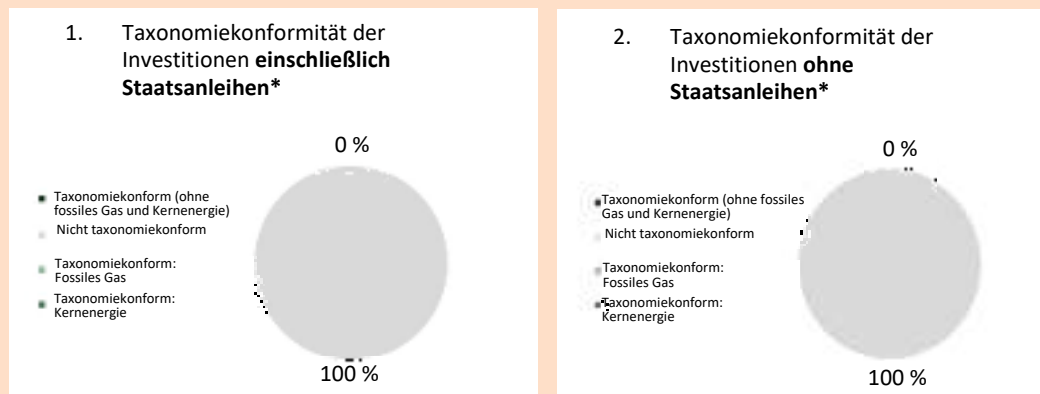 1. Taxonomiekonformität der
Investitionen einschließlich
Staatsanleihen*
0 %
Taxonomiekonform (ohne
fossiles Gas und Kernenergie)
Nicht taxonomiekonform
Taxonomiekonform:
Fossiles Gas
Taxonomiekonform:
Kernenergie
100 %
2. Taxonomiekonformität der
Investitionen ohne
Staatsanleihen*
0 %
Taxonomiekonform (ohne fossiles
Gas und Kernenergie)
Nicht taxonomiekonform
Taxonomiekonform:
Fossiles Gas
Taxonomiekonform:
Kernenergie
100 %